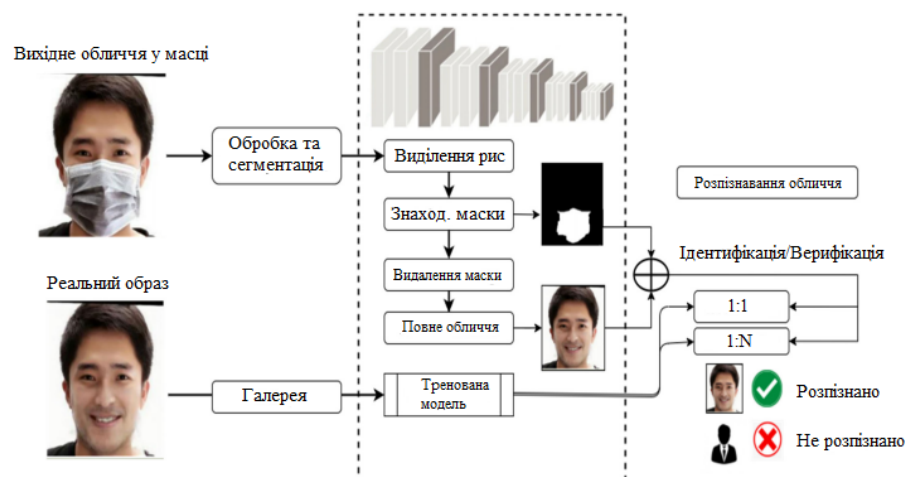 Вихідне обличчя у масці
Обробка та
сегментація
Виділення рис
Знаход. маски
Видалення маски
Повне обличчя
Розпізнавання обличчя
Ідентифікація/Верифікація
1:1
1:N
Реальний образ
Галерея
Тренована
модель
Розпізнано
Не розпізнано